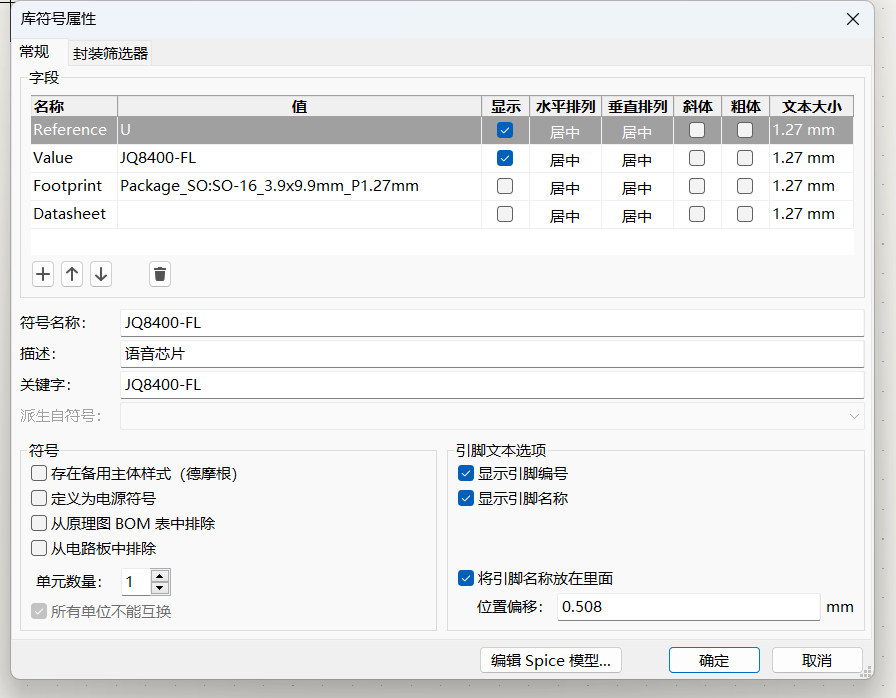 库符号属性
常规 封装筛选器
字段
名称 值 显示 水平排列 垂直排列 斜体 粗体 文本大小
Reference U 居中 居中 1.27 mm
Value JQ8400-FL 居中 居中 1.27 mm
Footprint Package_SO:SO-16_3.9x9.9mm_P1.27mm 居中 居中 1.27 mm
Datasheet 居中 居中 1.27 mm
符号名称: JQ8400-FL
描述: 语音芯片
关键字: JQ8400-FL
派生自符号:
符号
存在备用主体样式（德摩根）
定义为电源符号
从原理图 BOM 表中排除
从电路板中排除
单元数量: 1
所有单位不能互换
引脚文本选项
显示引脚编号
显示引脚名称
将引脚名称放在里面
位置偏移: 0.508 mm
编辑 Spice 模型... 确定 取消